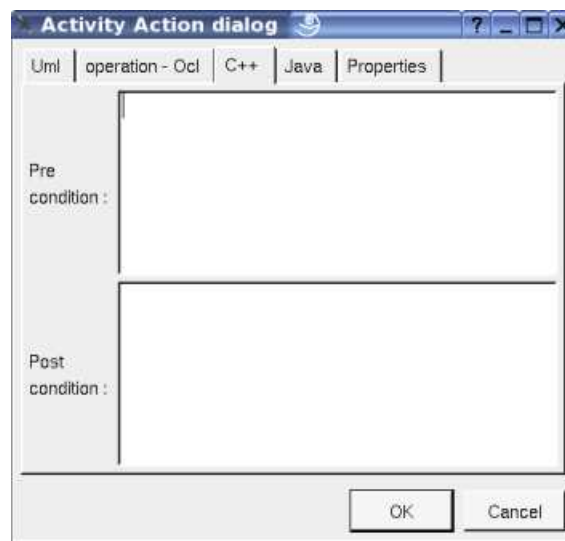 Activity Action dialog
Uml operation - Ocl C++ Java Properties
Pre
condition :
Post
condition :
OK Cancel